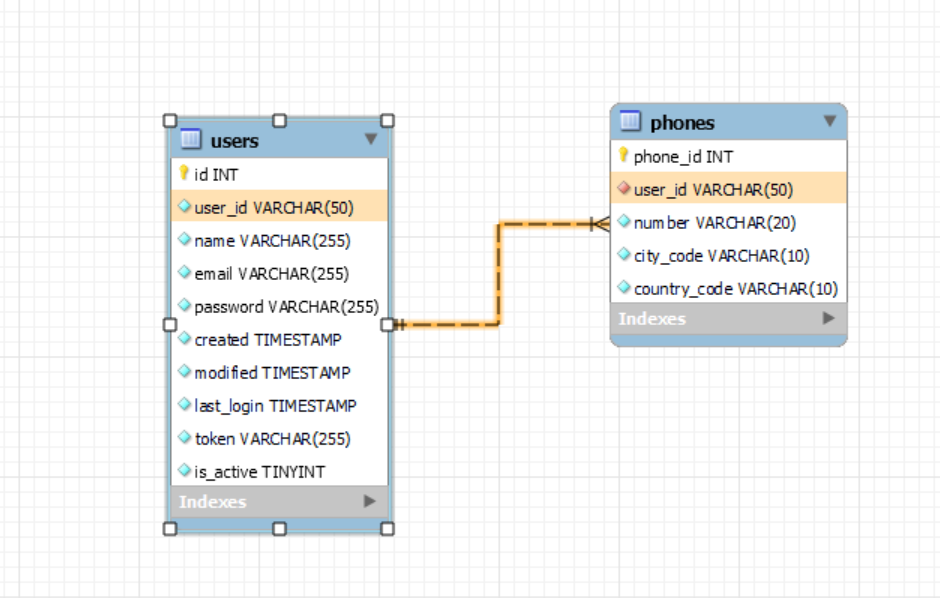 users
id INT
user_id VARCHAR(50)
name VARCHAR(255)
email VARCHAR(255)
password VARCHAR(255)
created TIMESTAMP
modified TIMESTAMP
last_login TIMESTAMP
token VARCHAR(255)
is_active TINYINT
Indexes
phones
phone_id INT
user_id VARCHAR(50)
number VARCHAR(20)
city_code VARCHAR(10)
country_code VARCHAR(10)
Indexes